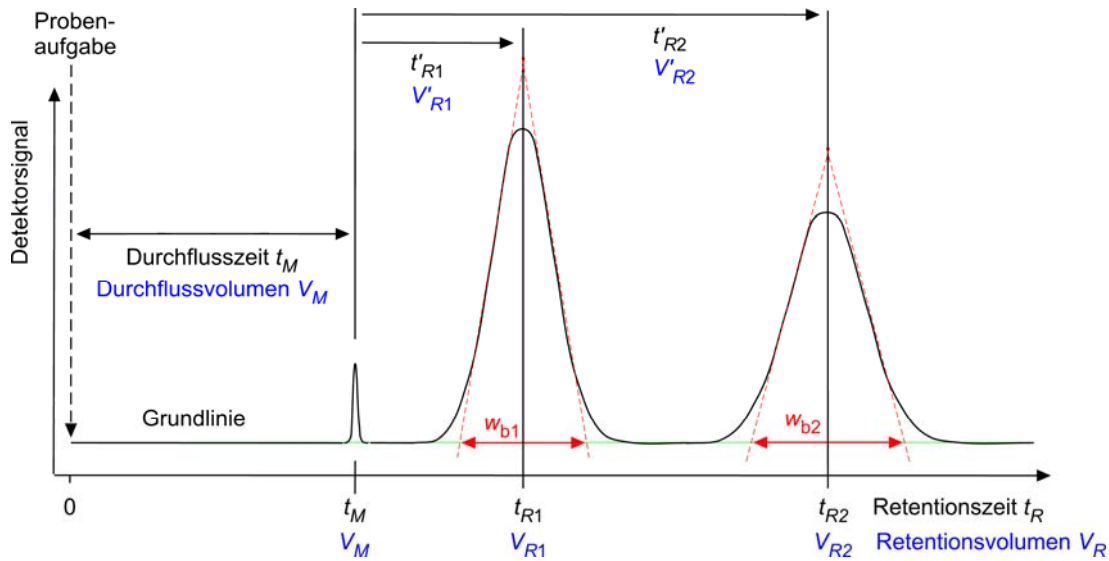 Proben-
aufgabe
t'R1
V'R1
t'R2
V'R2
Detektorsignal
Durchflusszeit tM
Durchflussvolumen VM
Grundlinie
wb1
wb2
0
tM
tR1
tR2
Retentionszeit tR
VM
VR1
VR2
Retentionsvolumen VR